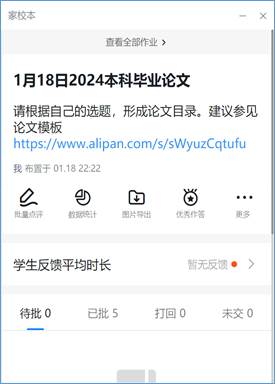 家校本
查看全部作业 >
1月18日2024本科毕业论文
请根据自己的选题，形成论文目录。建议参见
论文模板
https://www.alipan.com/s/sWyuzCqtufu
我 布置于 01.18 22:22
批量点评 数据统计 图片导出 优秀作答 更多
学生反馈平均时长 暂无反馈 >
待批 0 已批 5 打回 0 未交 0